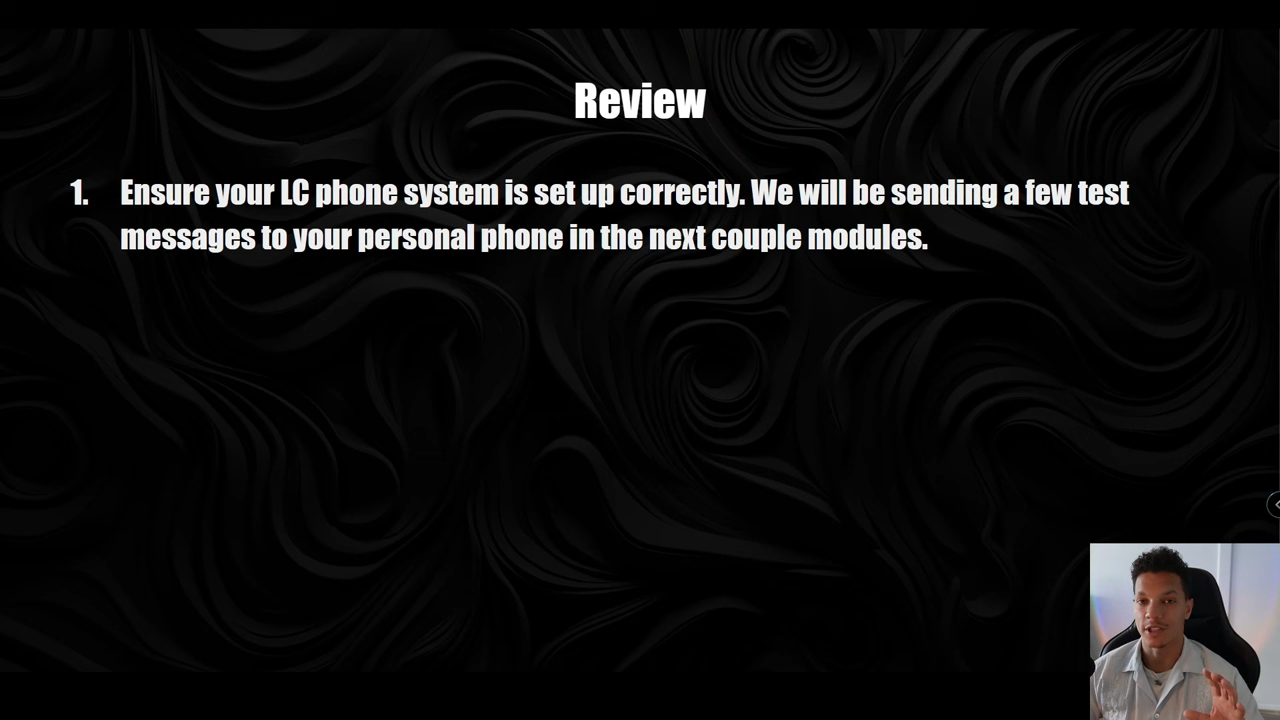 Review
1. Ensure your LC phone system is set up correctly. We will be sending a few test
messages to your personal phone in the next couple modules.